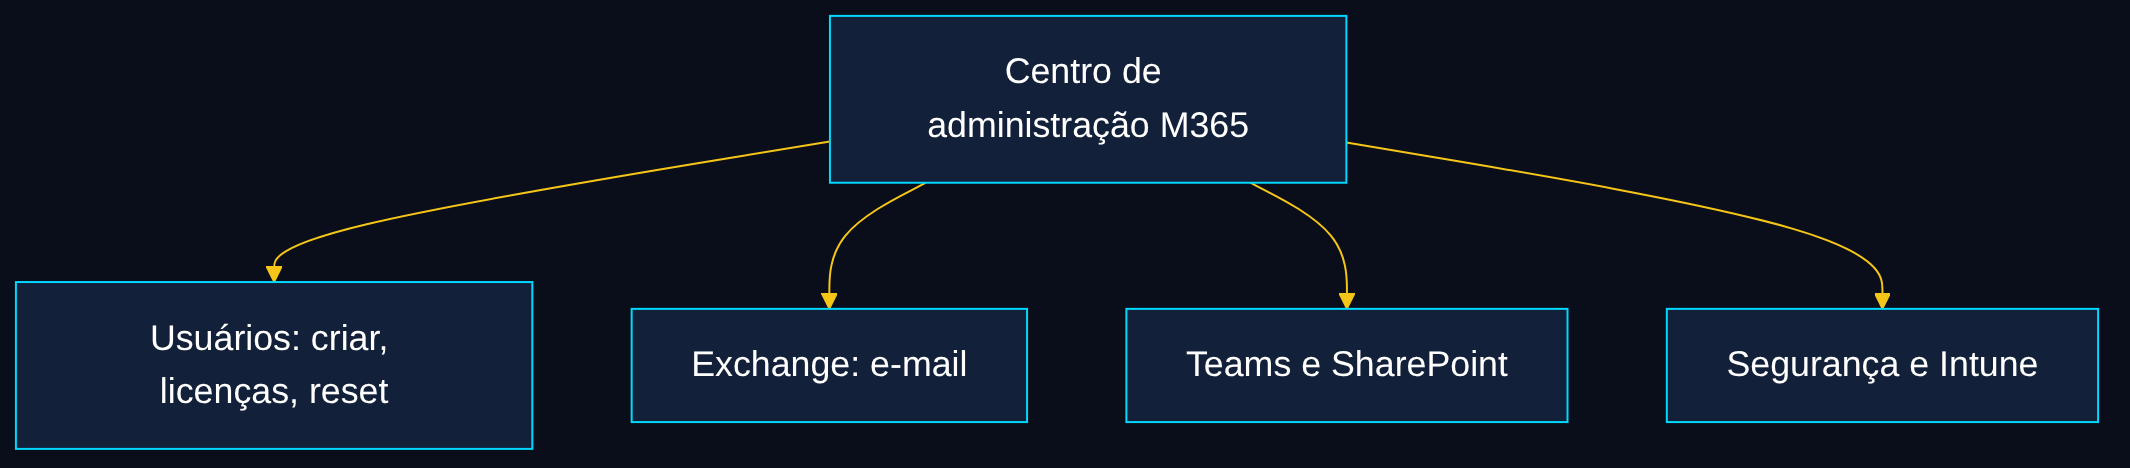 Centro de
administração M365
Usuários: criar,
licenças, reset
Exchange: e-mail
Teams e SharePoint
Segurança e Intune